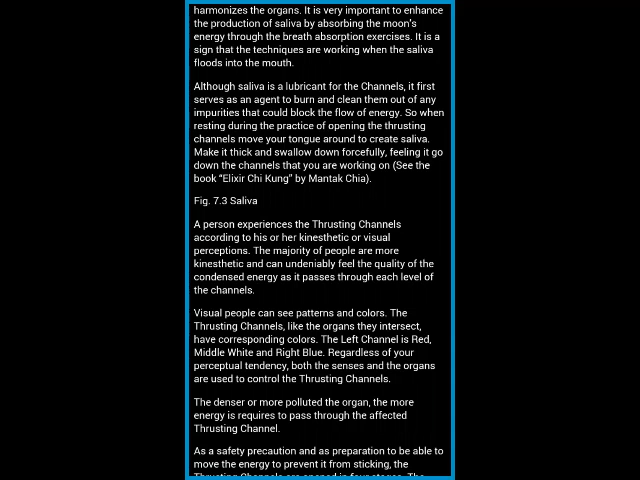 harmonizes the organs. It is very important to enhance
the production of saliva by absorbing the moon's
energy through the breath absorption exercises. It is a
sign that the techniques are working when the saliva
floods into the mouth.
Although saliva is a lubricant for the Channels, it first
serves as an agent to burn and clean them out of any
impurities that could block the flow of energy. So when
resting during the practice of opening the thrusting
channels move your tongue around to create saliva.
Make it thick and swallow down forcefully, feeling it go
down the channels that you are working on (See the
book “Elixir Chi Kung” by Mantak Chia).
Fig. 7.3 Saliva
A person experiences the Thrusting Channels
according to his or her kinesthetic or visual
perceptions. The majority of people are more
kinesthetic and can undeniably feel the quality of the
condensed energy as it passes through each level of
the channels.
Visual people can see patterns and colors. The
Thrusting Channels, like the organs they intersect,
have corresponding colors. The Left Channel is Red,
Middle White and Right Blue. Regardless of your
perceptual tendency, both the senses and the organs
are used to control the Thrusting Channels.
The denser or more polluted the organ, the more
energy is requires to pass through the affected
Thrusting Channel.
As a safety precaution and as preparation to be able to
move the energy to prevent it from sticking, the
Thrusting Channels are opened in four stages. The